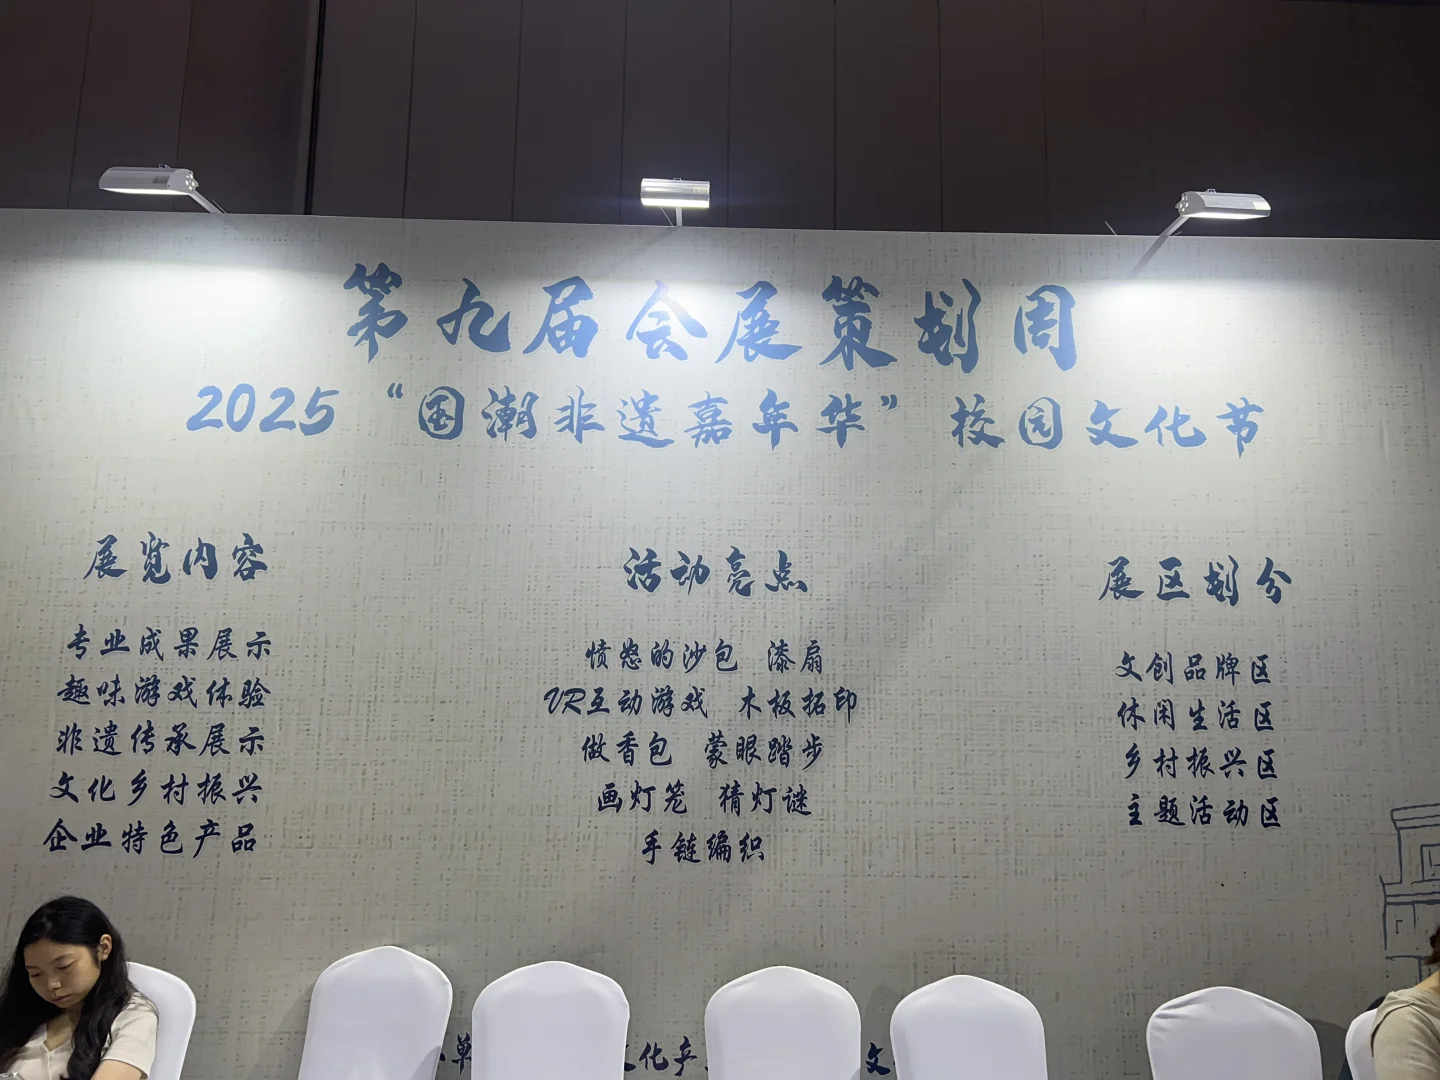 第九届会展策划周
2025“国潮非遗嘉年华”校园文化节
展览内容
专业成果展示
趣味游戏体验
非遗传承展示
文化乡村振兴
企业特色产品
活动亮点
愤怒的沙包 漆扇
VR互动游戏 木板拓印
做香包 蒙眼踏步
画灯笼 猜灯谜
手链编织
展区划分
文创品牌区
休闲生活区
乡村振兴区
主题活动区
单 化产 文